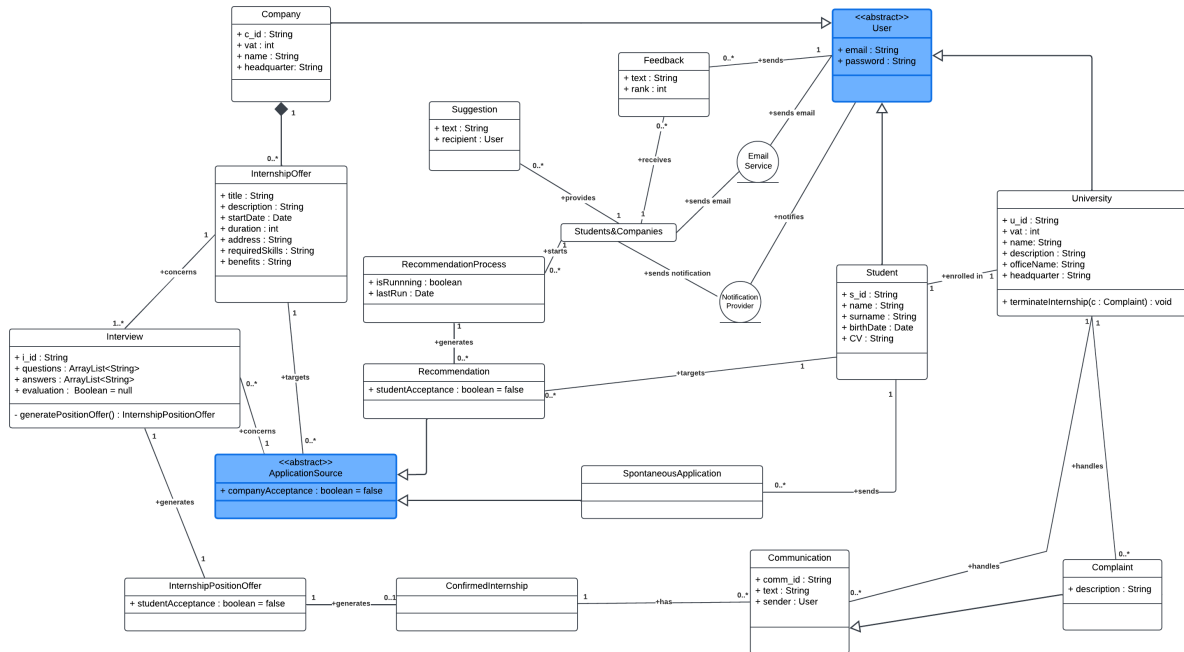 Company
+ c_id : String
+ vat : int
+ name : String
+ headquarter: String
1
0..*
<<abstract>>
User
+ email : String
+ password : String
Feedback
+ text : String
+ rank : int
0..*
+sends
1
0..*
+receives
1
Suggestion
+ text : String
+ recipient : User
0..*
+provides
1
+sends email
Email
Service
+sends email
+notifies
Students&Companies
+sends notification
Notification
Provider
1
+starts
0..*
InternshipOffer
+ title : String
+ description : String
+ startDate : Date
+ duration : int
+ address : String
+ requiredSkills : String
+ benefits : String
1
+concerns
1..*
1
+targets
0..*
University
+ u_id : String
+ vat : int
+ name: String
+ description : String
+ officeName: String
+ headquarter : String
+ terminateInternship(c : Complaint) : void
1
+enrolled in
1
1
1
RecommendationProcess
+ isRunnning : boolean
+ lastRun : Date
1
+generates
0..*
Student
+ s_id : String
+ name : String
+ surname : String
+ birthDate : Date
+ CV : String
1
+targets
0..*
1
Interview
+ i_id : String
+ questions : ArrayList<String>
+ answers : ArrayList<String>
+ evaluation :  Boolean = null
- generatePositionOffer() : InternshipPositionOffer
0..*
+concerns
1
1
+generates
1
Recommendation
+ studentAcceptance : boolean = false
<<abstract>>
ApplicationSource
+ companyAcceptance : boolean = false
SpontaneousApplication
0..*
+sends
+handles
+handles
0..*
0..*
InternshipPositionOffer
+ studentAcceptance : boolean = false
1
+generates
0..1
ConfirmedInternship
1
+has
0..*
Communication
+ comm_id : String
+ text : String
+ sender : User
Complaint
+ description : String